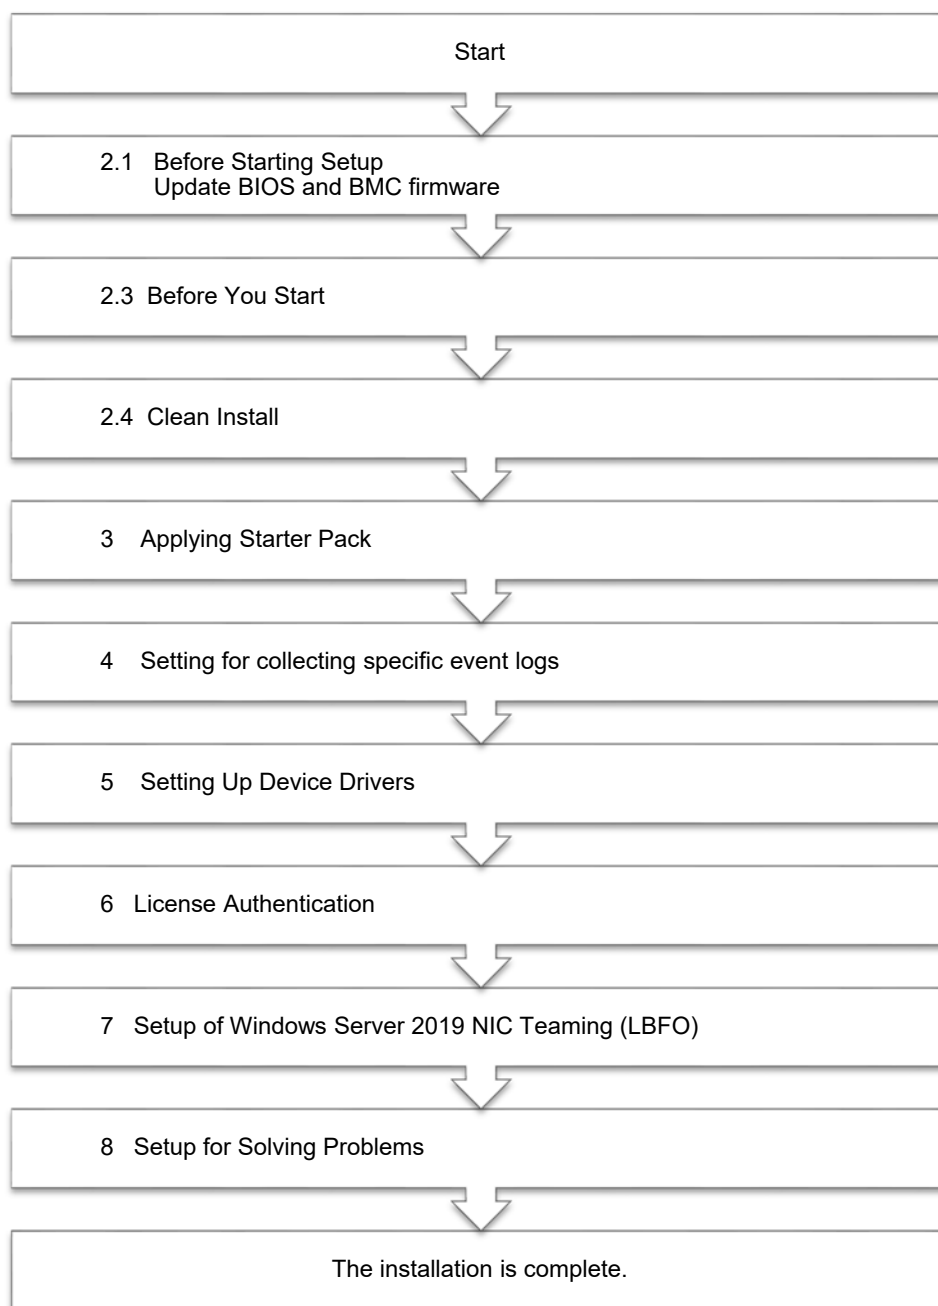 Start
2.1 Before Starting Setup
Update BIOS and BMC firmware
2.3 Before You Start
2.4 Clean Install
3 Applying Starter Pack
4 Setting for collecting specific event logs
5 Setting Up Device Drivers
6 License Authentication
7 Setup of Windows Server 2019 NIC Teaming (LBFO)
8 Setup for Solving Problems
The installation is complete.